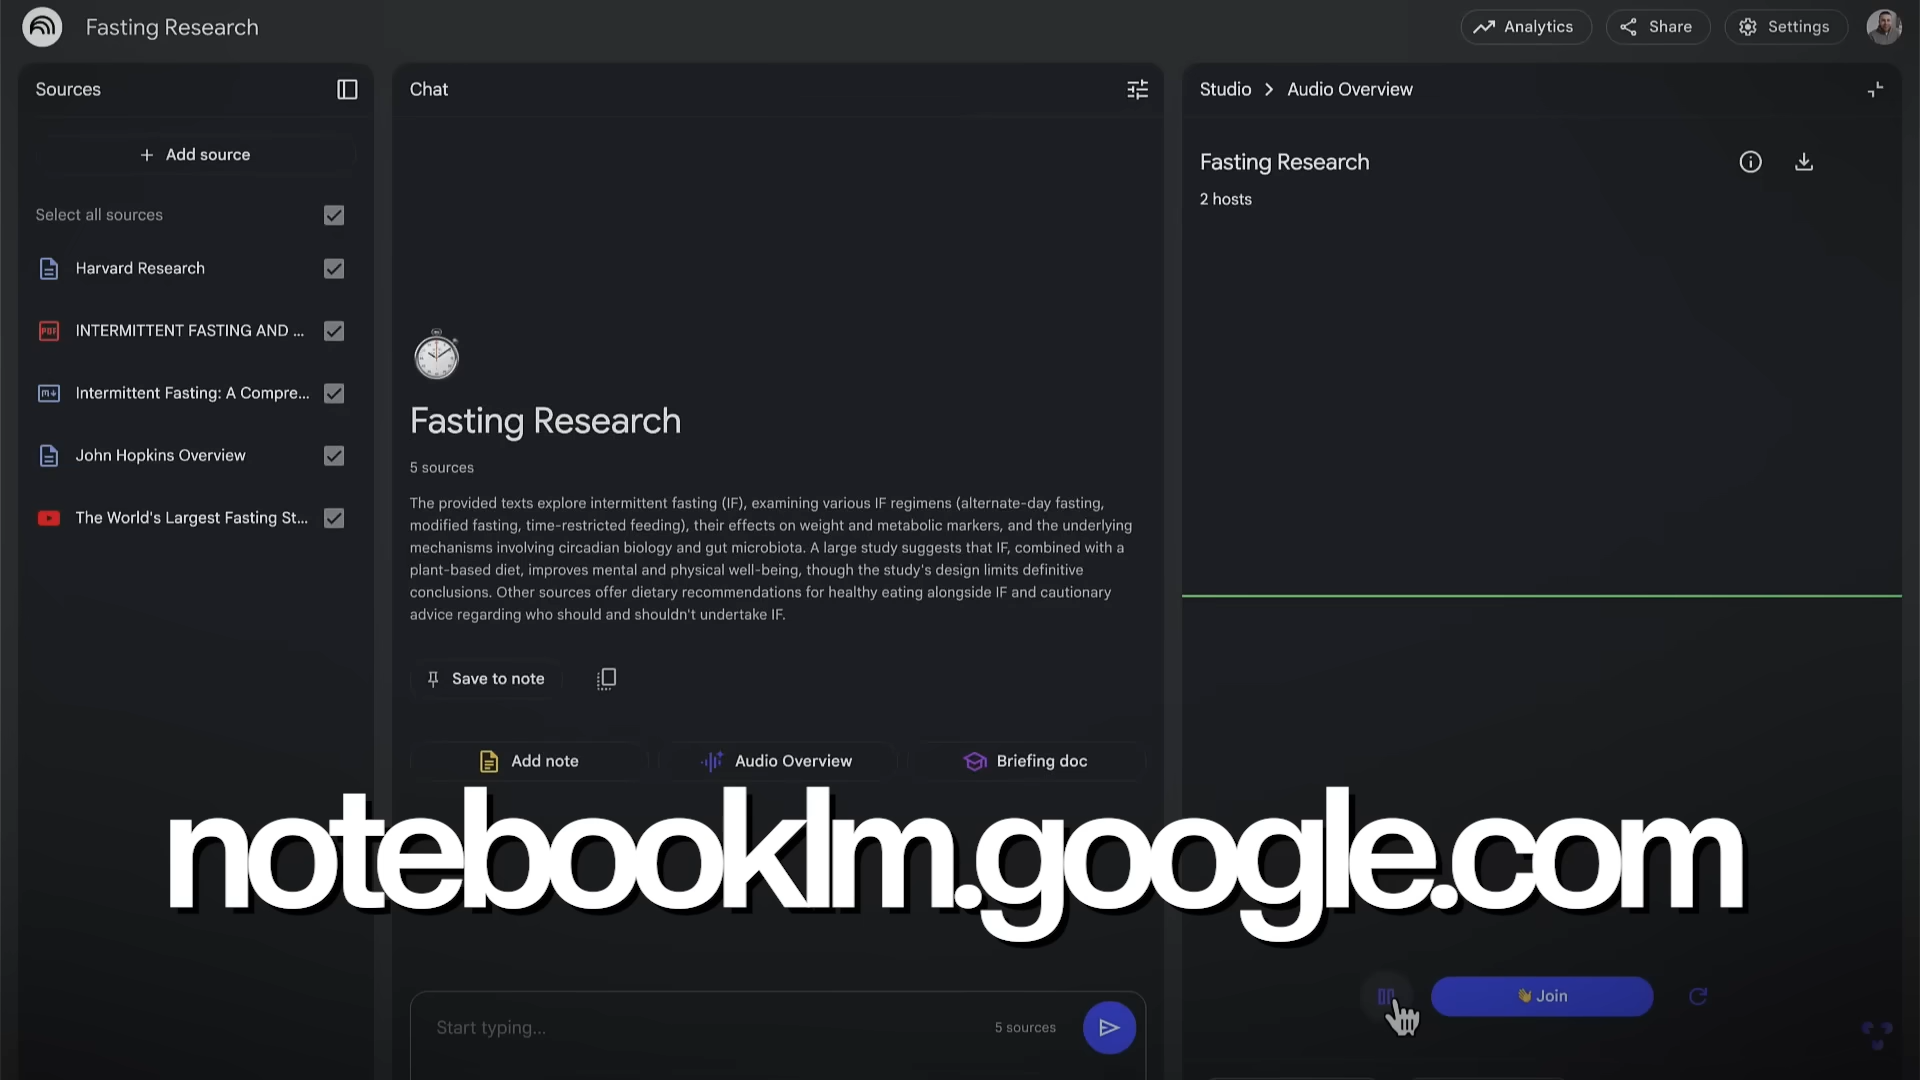 Fasting Research
Analytics
Share
Settings
Sources
Add source
Select all sources
Harvard Research
PDF
INTERMITTENT FASTING AND ...
Intermittent Fasting: A Compre...
John Hopkins Overview
The World's Largest Fasting St...
Chat
Fasting Research
5 sources
The provided texts explore intermittent fasting (IF), examining various IF regimens (alternate-day fasting,
modified fasting, time-restricted feeding), their effects on weight and metabolic markers, and the underlying
mechanisms involving circadian biology and gut microbiota. A large study suggests that IF, combined with a
plant-based diet, improves mental and physical well-being, though the study's design limits definitive
conclusions. Other sources offer dietary recommendations for healthy eating alongside IF and cautionary
advice regarding who should and shouldn't undertake IF.
Save to note
Add note
Audio Overview
Briefing doc
Start typing...
5 sources
Studio > Audio Overview
Fasting Research
2 hosts
Join
notebooklm.google.com